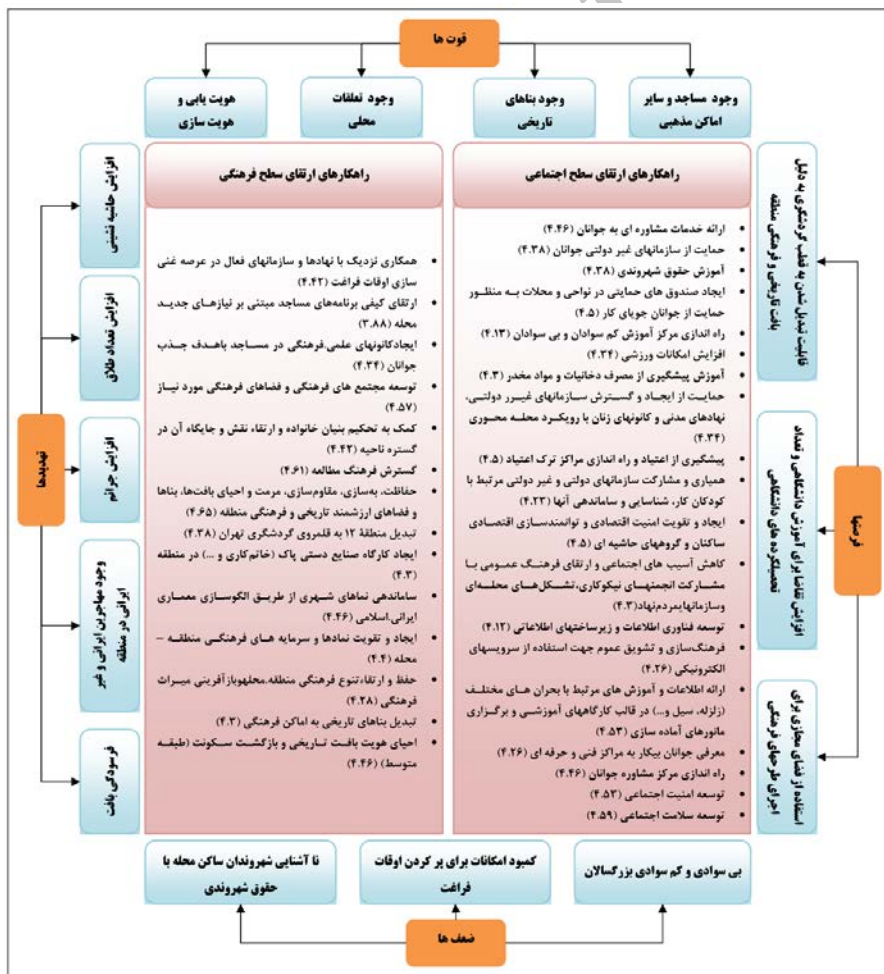 قوت ها
وجود مساجد و سایر
اماکن مذهبی
وجود بناهای
تاریخی
وجود تعلقات
محلی
هویت یابی و
هویت سازی
فرصتها
قابلیت تبدیل شدن به قطب گردشگری به دلیل
بافت تاریخی و فرهنگی منطقه
افزایش تقاضا برای آموزش دانشگاهی و تعداد
تحصیلکرده های دانشگاهی
استفاده از فضای مجازی برای
اجرای طرحهای فرهنگی
راهکارهای ارتقای سطح اجتماعی
• ارائه خدمات مشاوره ای به جوانان (۴.۴۶)
• حمایت از سازمانهای غیر دولتی جوانان (۴.۳۸)
• آموزش حقوق شهروندی (۴.۳۸)
• ایجاد صندوق های حمایتی در نواحی و محلات به منظور
حمایت از جوانان جویای کار (۴.۵)
• راه اندازی مرکز آموزش کم سوادان و بی سوادان (۴.۱۳)
• افزایش امکانات ورزشی (۴.۳۴)
• آموزش پیشگیری از مصرف دخانیات و مواد مخدر (۴.۳)
• حمایت از ایجاد و گسترش سازمانهای غیرر دولتی،
نهادهای مدنی و کانونهای زنان با رویکرد محله محوری
(۴.۳۴)
• پیشگیری از اعتیاد و راه اندازی مراکز ترک اعتیاد (۴.۵)
• همیاری و مشارکت سازمانهای دولتی و غیر دولتی مرتبط با
کودکان کار، شناسایی و ساماندهی آنها (۴.۲۳)
• ایجاد و تقویت امنیت اقتصادی و توانمندسازی اقتصادی
ساکنان و گروههای حاشیه ای (۴.۵)
• کاهش آسیب های اجتماعی و ارتقای فرهنگ عمومی با
مشارکت انجمنهای نیکوکاری،تشکل‌های محله‌ای
وسازمانهایمردم‌نهاد(۴.۳)
• توسعه فناوری اطلاعات و زیرساختهای اطلاعاتی (۴.۱۲)
• فرهنگ‌سازی و تشویق عموم جهت استفاده از سرویسهای
الکترونیکی (۴.۲۶)
• ارائه اطلاعات و آموزش های مرتبط با بحران های مختلف
(زلزله، سیل و...) در قالب کارگاههای آموزشی و برگزاری
مانورهای آماده سازی (۴.۵۳)
• معرفی جوانان بیکار به مراکز فنی و حرفه ای (۴.۲۶)
• راه اندازی مرکز مشاوره جوانان (۴.۴۶)
• توسعه امنیت اجتماعی (۴.۵۳)
• توسعه سلامت اجتماعی (۴.۵۹)
راهکارهای ارتقای سطح فرهنگی
• همکاری نزدیک با نهادها و سازمانهای فعال در عرصه غنی
سازی اوقات فراغت (۴.۴۲)
• ارتقای کیفی برنامه‌های مساجد مبتنی بر نیازهای جدید
محله (۳.۸۸)
• ایجادکانونهای علمی.فرهنگی در مساجد باهدف جذب
جوانان (۴.۳۴)
• توسعه مجتمع های فرهنگی و فضاهای فرهنگی مورد نیاز
(۴.۵۷)
• کمک به تحکیم بنیان خانواده و ارتقاء نقش و جایگاه آن در
گستره ناحیه (۴.۴۲)
• گسترش فرهنگ مطالعه (۴.۶۱)
• حفاظت، به‌سازی، مقاوم‌سازی، مرمت و احیای بافت‌ها، بناها
و فضاهای ارزشمند تاریخی و فرهنگی منطقه (۴.۶۵)
• تبدیل منطقهٔ ۱۲ به قلمروی گردشگری تهران (۴.۳۸)
• ایجاد کارگاه صنایع دستی پاک (خاتم‌کاری و ...) در منطقه
(۴.۳)
• ساماندهی نماهای شهری از طریق الگوسازی معماری
ایرانی.اسلامی (۴.۴۶)
• ایجاد و تقویت نمادها و سرمایه های فرهنگی منطقه –
محله (۴.۴)
• حفظ و ارتقاءتنوع فرهنگی منطقه.محلهوبازآفرینی میراث
فرهنگی (۴.۲۸)
• تبدیل بناهای تاریخی به اماکن فرهنگی (۴.۳)
• احیای هویت بافت تاریخی و بازگشت سکونت (طبقه
متوسط) (۴.۴۶)
تهدیدها
افزایش حاشیه نشینی
افزایش تعداد طلاق
افزایش جرائم
وجود مهاجرین ایرانی و غیر
ایرانی در منطقه
فرسودگی بافت
بی سوادی و کم سوادی بزرگسالان
کمبود امکانات برای پر کردن اوقات
فراغت
نا آشنایی شهروندان ساکن محله با
حقوق شهروندی
ضعف ها